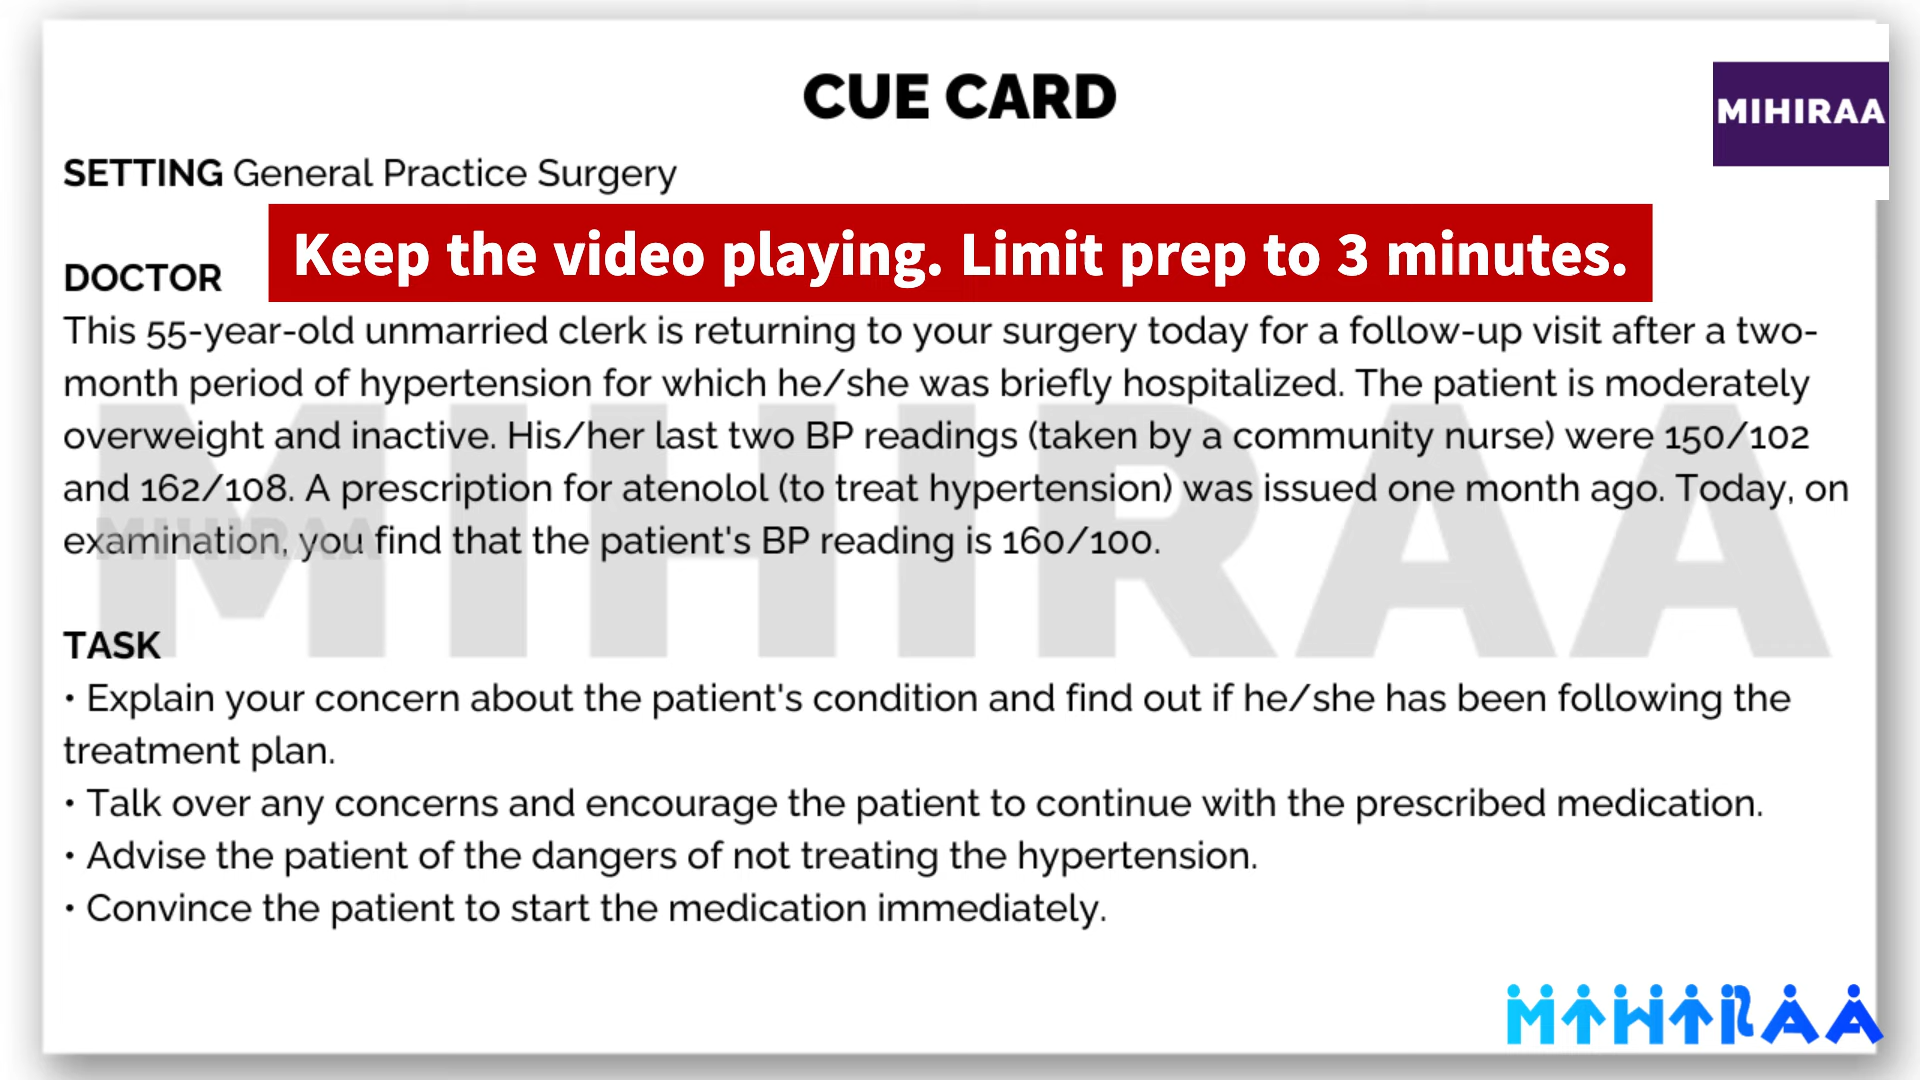 CUE CARD
MIHIRAA
SETTING General Practice Surgery
Keep the video playing. Limit prep to 3 minutes.
DOCTOR
This 55-year-old unmarried clerk is returning to your surgery today for a follow-up visit after a two-
month period of hypertension for which he/she was briefly hospitalized. The patient is moderately
overweight and inactive. His/her last two BP readings (taken by a community nurse) were 150/102
and 162/108. A prescription for atenolol (to treat hypertension) was issued one month ago. Today, on
examination, you find that the patient's BP reading is 160/100.
MIHIRAA
MIHIRAA
TASK
• Explain your concern about the patient's condition and find out if he/she has been following the
treatment plan.
• Talk over any concerns and encourage the patient to continue with the prescribed medication.
• Advise the patient of the dangers of not treating the hypertension.
• Convince the patient to start the medication immediately.
MIHIRAA